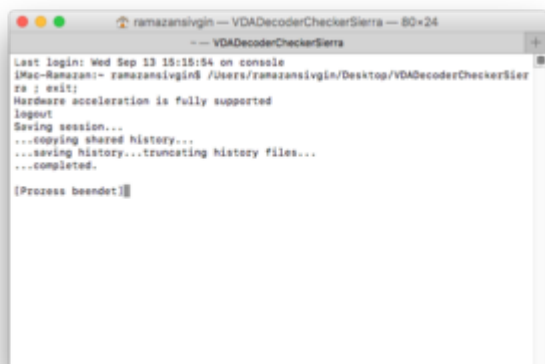 ramazansivgin — VDADecoderCheckerSierra — 80×24
~ — VDADecoderCheckerSierra
+
Last login: Wed Sep 13 15:15:54 on console
iMac-Ramazan:~ ramazansivgin$ /Users/ramazansivgin/Desktop/VDADecoderCheckerSier
ra ; exit;
Hardware acceleration is fully supported
logout
Saving session...
...copying shared history...
...saving history...truncating history files...
...completed.
[Prozess beendet]